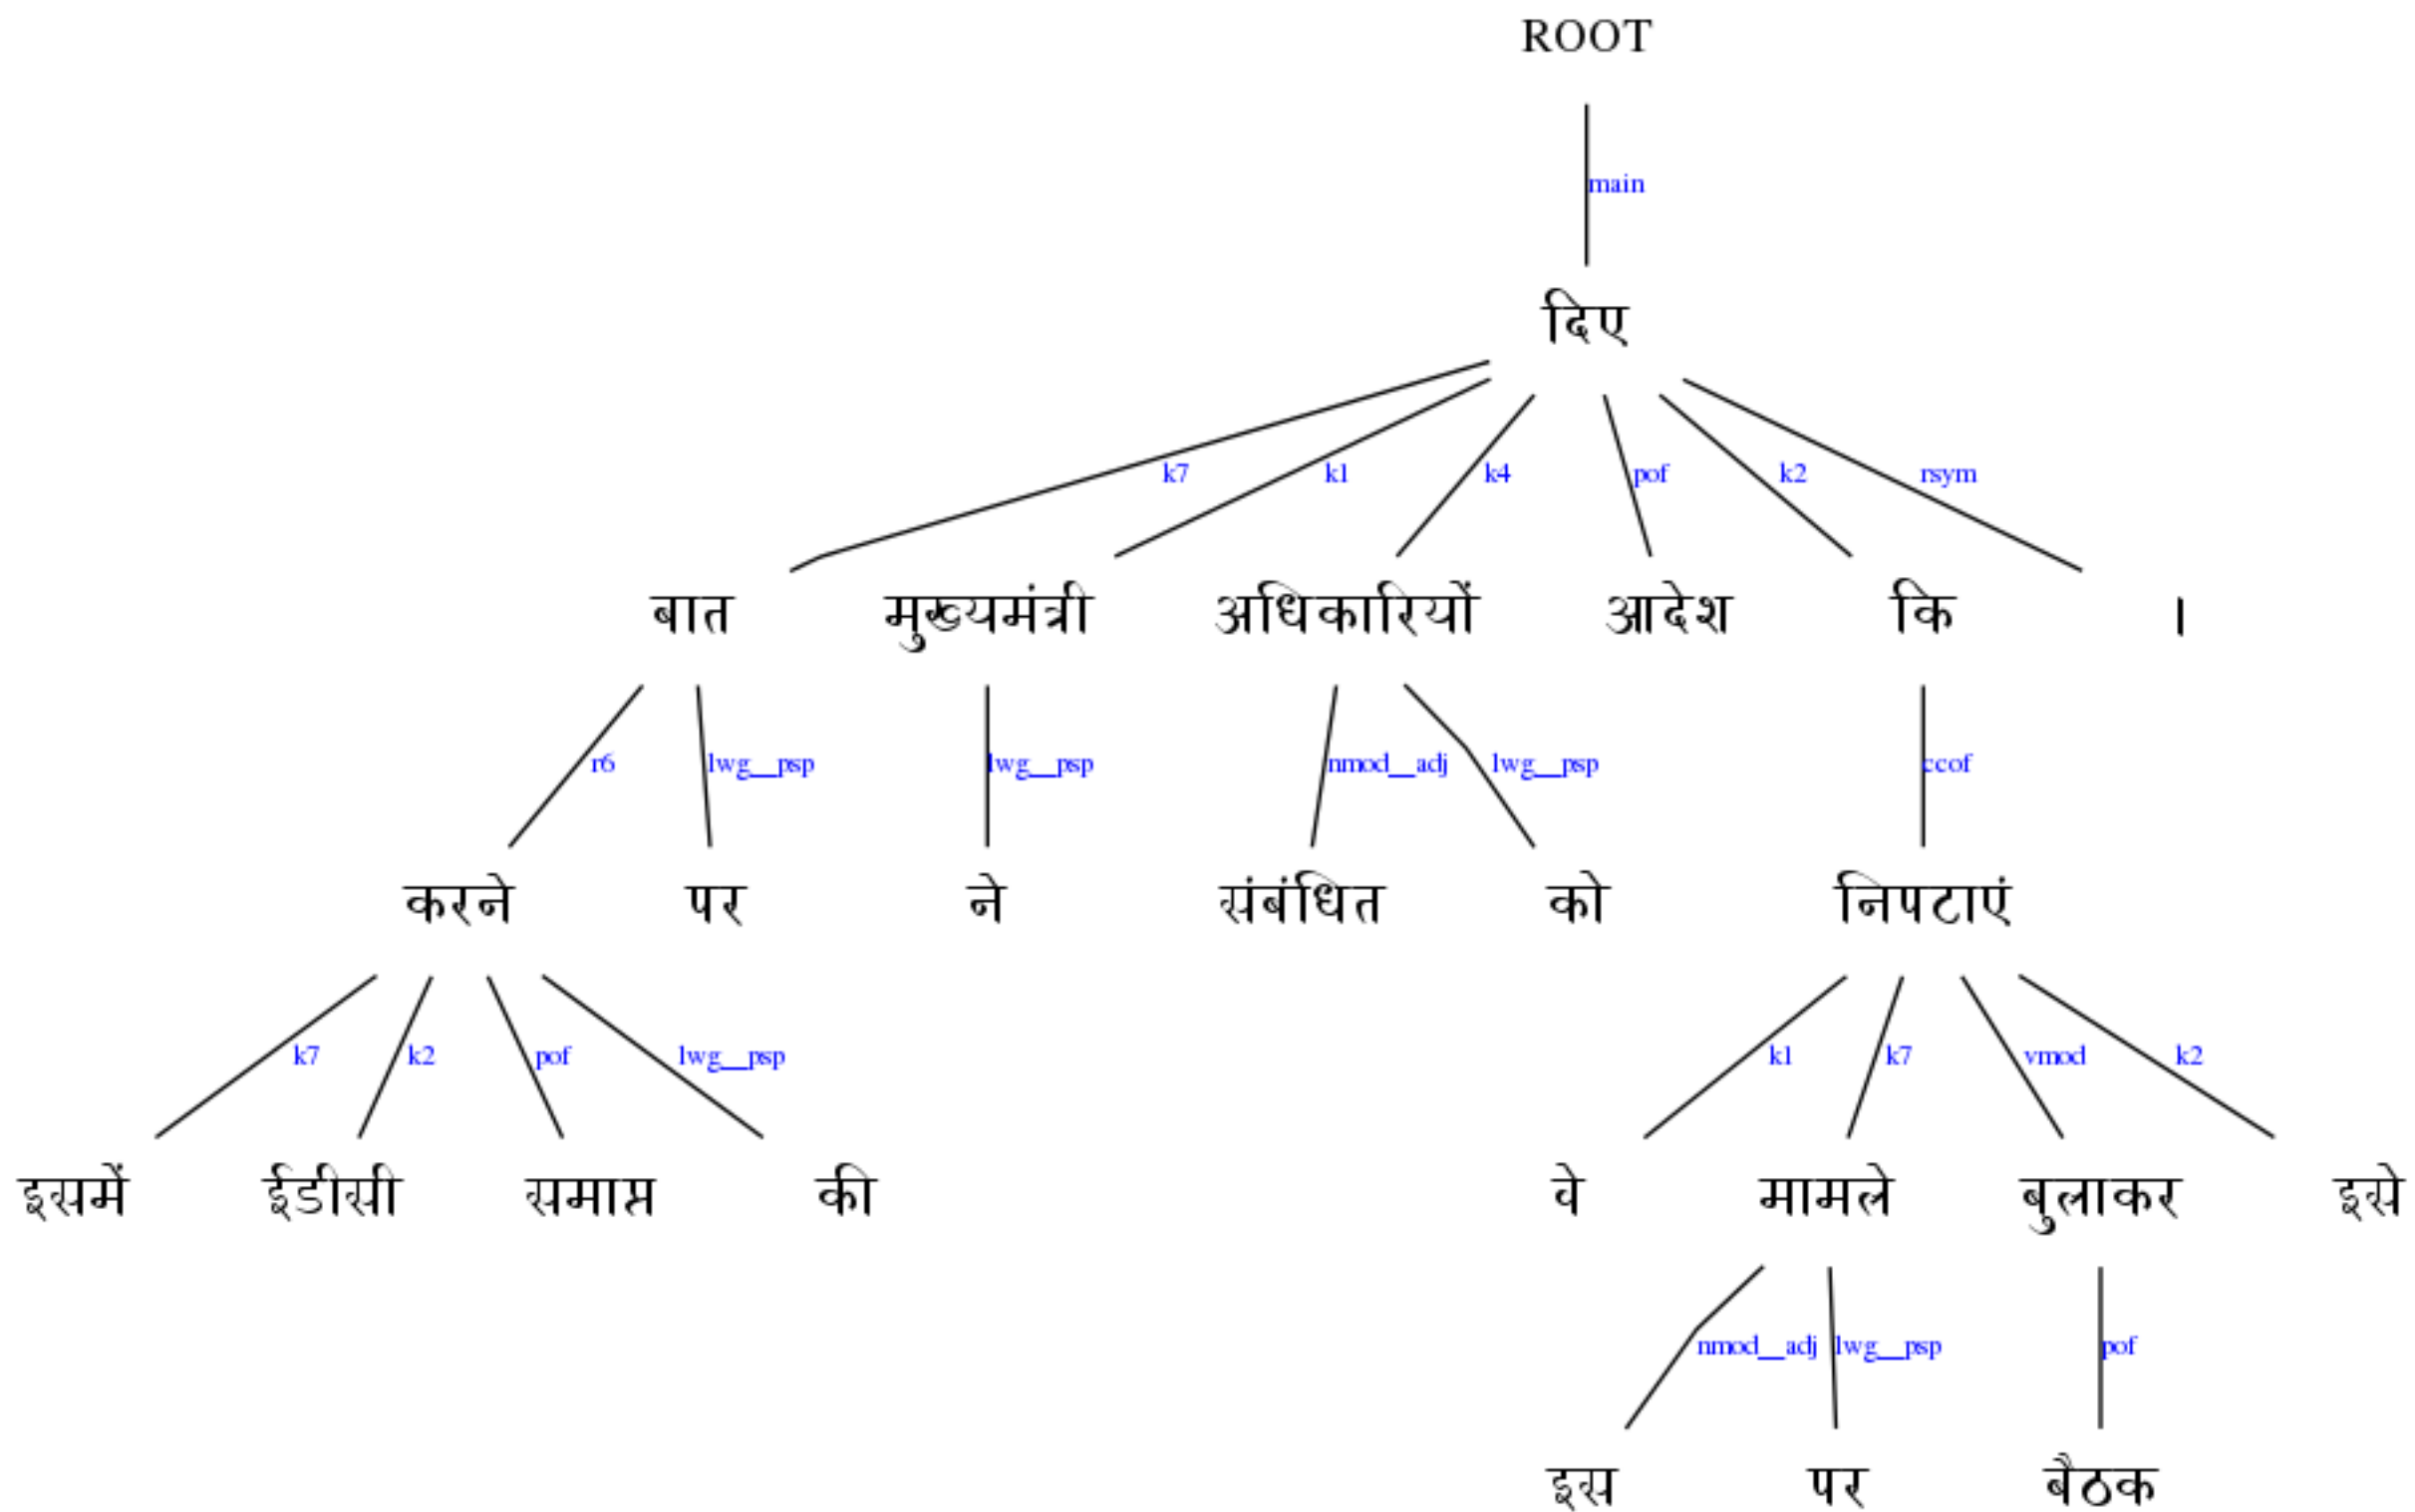 ROOT
main
दिए
k7 k1 k4 pof k2 rsym
बात मुख्यमंत्री अधिकारियों आदेश कि ।
r6 lwg__psp lwg__psp nmod__adj lwg__psp ccof
करने पर ने संबंधित को निपटाएं
k7 k2 pof lwg__psp k1 k7 vmod k2
इसमें ईडीसी समाप्त की वे मामले बुलाकर इसे
nmod__adj lwg__psp pof
इस पर बैठक